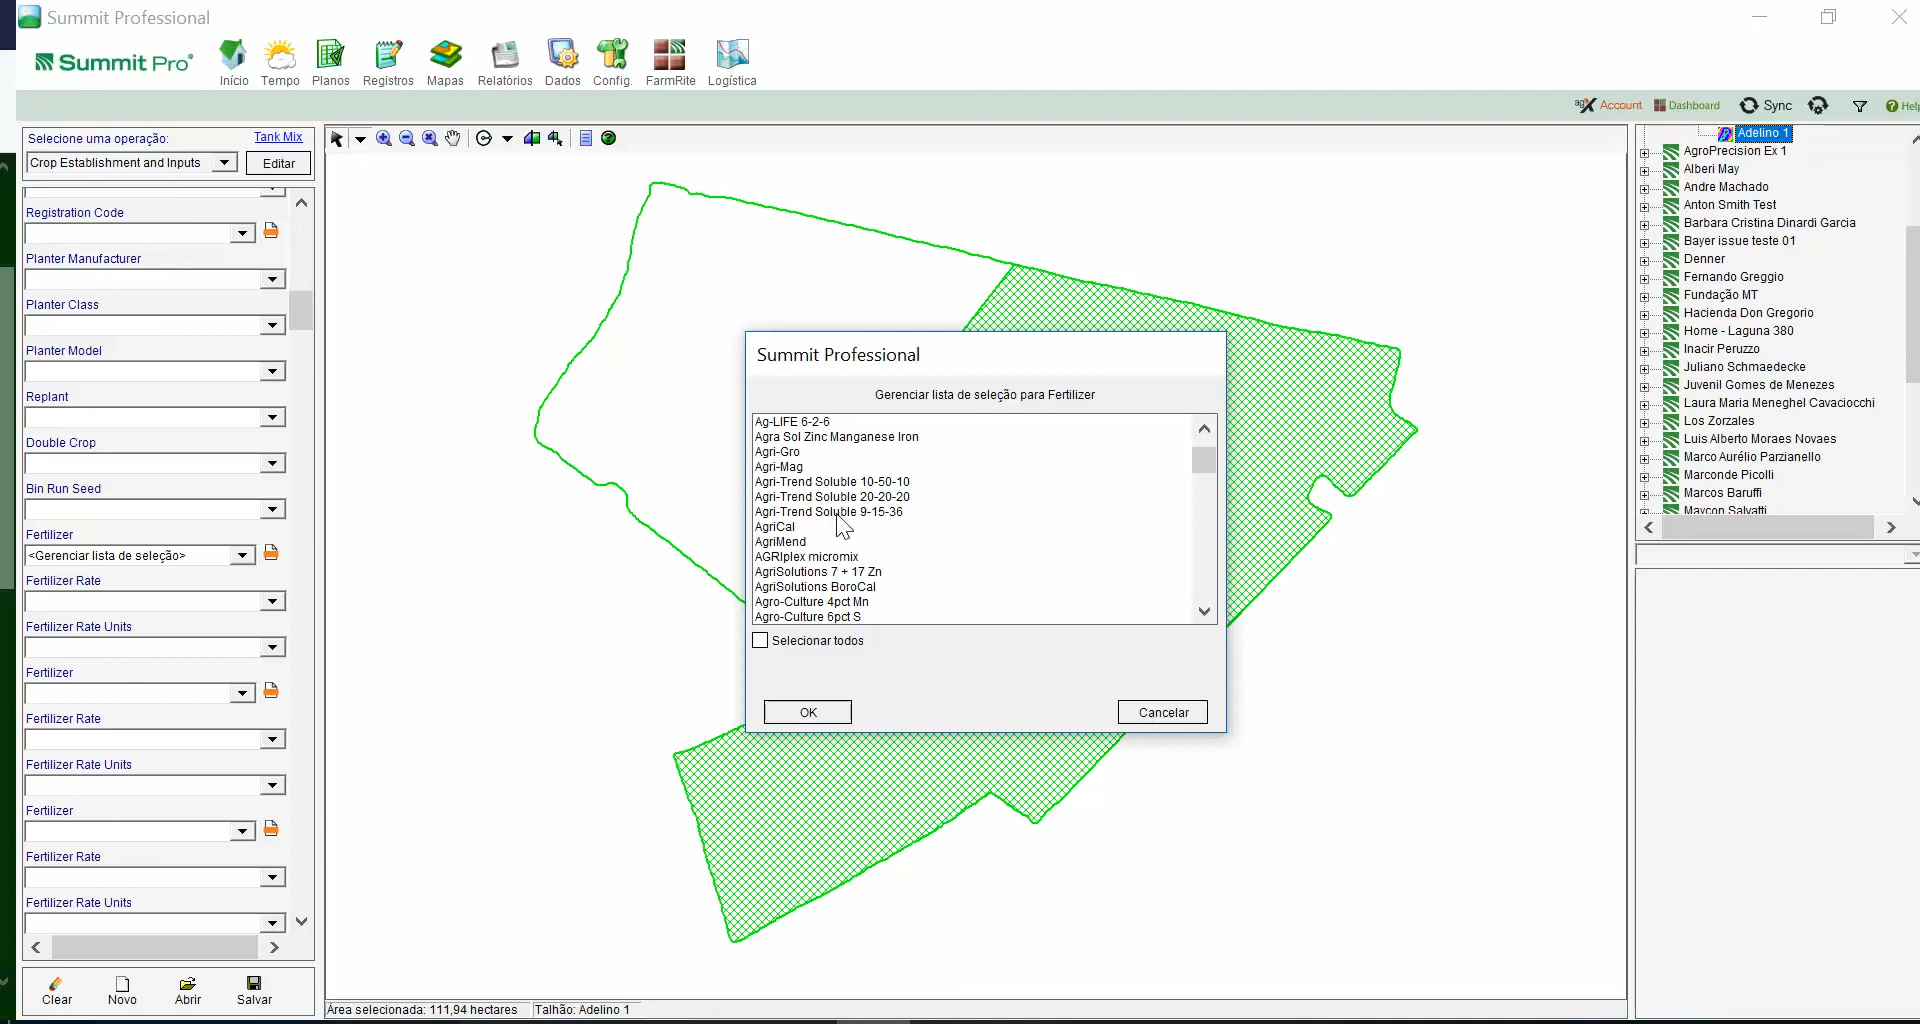 Summit Professional
Summit Pro
Início
Tempo
Planos
Registros
Mapas
Relatórios
Dados
Config.
FarmRite
Logística
agX Account
Dashboard
Sync
Selecione uma operação:
Tank Mix
Crop Establishment and Inputs
Editar
Registration Code
Planter Manufacturer
Planter Class
Planter Model
Replant
Double Crop
Bin Run Seed
Fertilizer
<Gerenciar lista de seleção>
Fertilizer Rate
Fertilizer Rate Units
Fertilizer
Fertilizer Rate
Fertilizer Rate Units
Fertilizer
Fertilizer Rate
Fertilizer Rate Units
Clear
Novo
Abrir
Salvar
Summit Professional
Gerenciar lista de seleção para Fertilizer
Ag-LIFE 6-2-6
Agra Sol Zinc Manganese Iron
Agri-Gro
Agri-Mag
Agri-Trend Soluble 10-50-10
Agri-Trend Soluble 20-20-20
Agri-Trend Soluble 9-15-36
AgriCal
AgriMend
AGRIplex micromix
AgriSolutions 7 + 17 Zn
AgriSolutions BoroCal
Agro-Culture 4pct Mn
Agro-Culture 6pct S
Selecionar todos
OK
Cancelar
Área selecionada: 111,94 hectares
Talhão: Adelino 1
Adelino 1
AgroPrecision Ex 1
Alberi May
Andre Machado
Anton Smith Test
Barbara Cristina Dinardi Garcia
Bayer issue teste 01
Denner
Fernando Greggio
Fundação MT
Hacienda Don Gregorio
Home - Laguna 380
Inacir Peruzzo
Juliano Schmaedecke
Juvenil Gomes de Menezes
Laura Maria Meneghel Cavaciocchi
Los Zorzales
Luis Alberto Moraes Novaes
Marco Aurélio Parzianello
Marconde Picolli
Marcos Baruffi
Maycon Salvatti